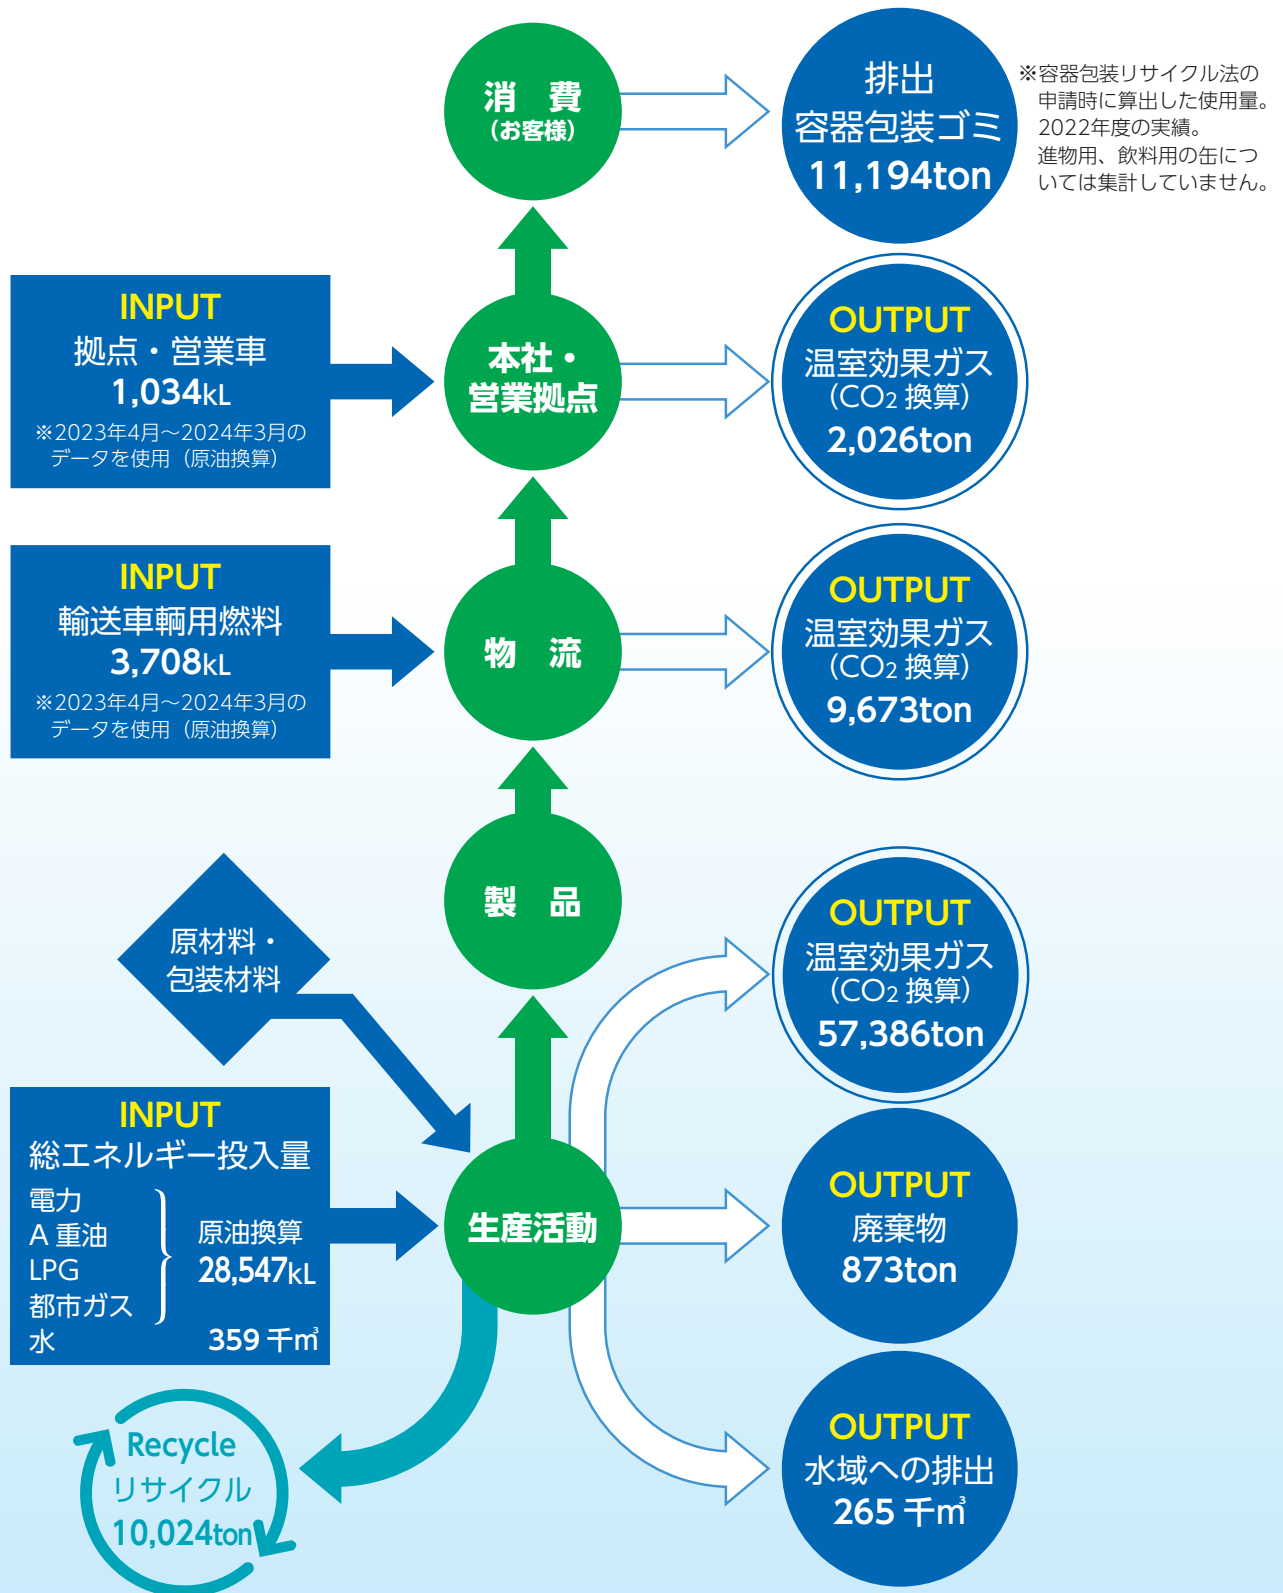 消　費
（お客様）
排出
容器包装ゴミ
11,194ton
※容器包装リサイクル法の
申請時に算出した使用量。
2022年度の実績。
進物用、飲料用の缶につ
いては集計していません。
INPUT
拠点・営業車
1,034kL
※2023年4月～2024年3月の
データを使用（原油換算）
本社・
営業拠点
OUTPUT
温室効果ガス
（CO2 換算）
2,026ton
INPUT
輸送車輌用燃料
3,708kL
※2023年4月～2024年3月の
データを使用（原油換算）
物　流
OUTPUT
温室効果ガス
（CO2 換算）
9,673ton
製　品
原材料・
包装材料
OUTPUT
温室効果ガス
（CO2 換算）
57,386ton
INPUT
総エネルギー投入量
電力
A 重油
LPG
都市ガス
原油換算
28,547kL
水 359 千㎥
生産活動
OUTPUT
廃棄物
873ton
Recycle
リサイクル
10,024ton
OUTPUT
水域への排出
265 千㎥